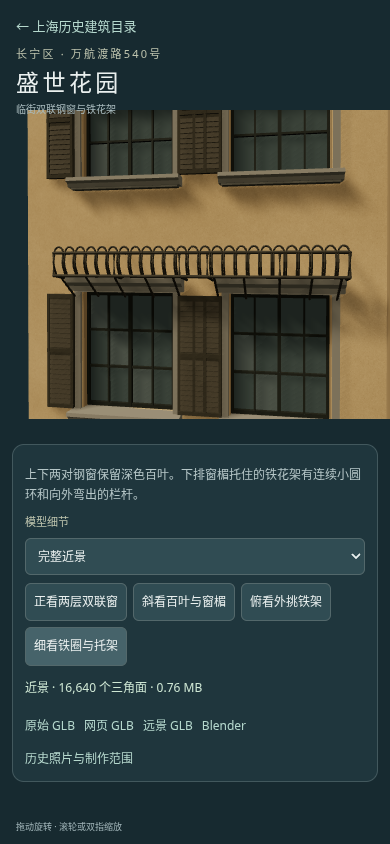 ← 上海历史建筑目录
长宁区 · 万航渡路540号
盛世花园
临街双联钢窗与铁花架
上下两对钢窗保留深色百叶。下排窗楣托住的铁花架有连续小圆
环和向外弯出的栏杆。
模型细节
完整近景
正看两层双联窗 斜看百叶与窗楣 俯看外挑铁架
细看铁圈与托架
近景 · 16,640 个三角面 · 0.76 MB
原始 GLB 网页 GLB 远景 GLB Blender
历史照片与制作范围
拖动旋转 · 滚轮或双指缩放